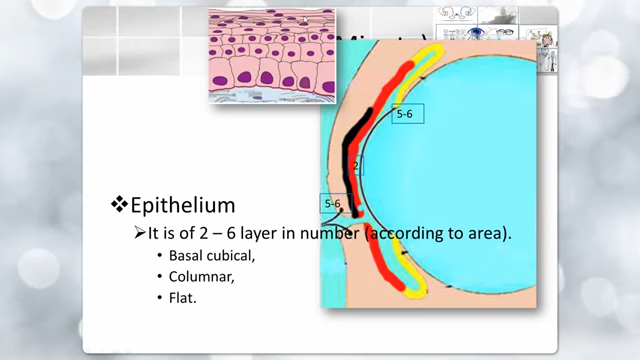 5-6
2
5-6
❖Epithelium
➢It is of 2 – 6 layer in number (according to area).
• Basal cubical,
• Columnar,
• Flat.